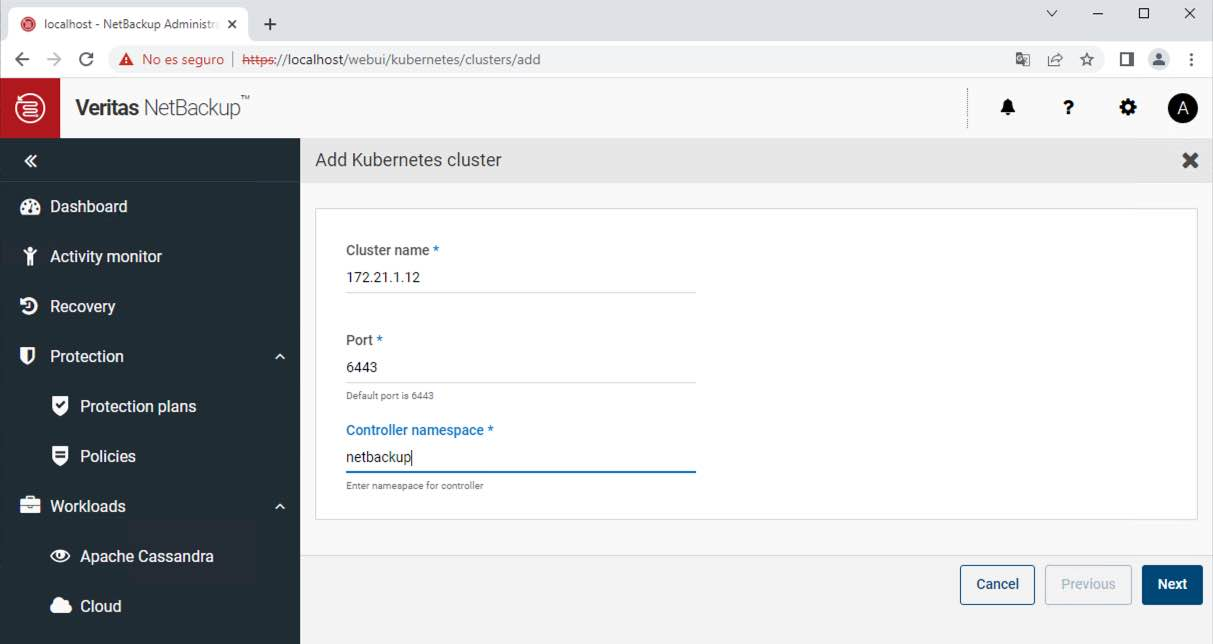 localhost - NetBackup Administr
No es seguro https://localhost/webui/kubernetes/clusters/add
Veritas NetBackup™
A
Add Kubernetes cluster
Dashboard
Activity monitor
Recovery
Protection
Protection plans
Policies
Workloads
Apache Cassandra
Cloud
Cluster name *
172.21.1.12
Port *
6443
Default port is 6443
Controller namespace *
netbackup
Enter namespace for controller
Cancel Previous Next